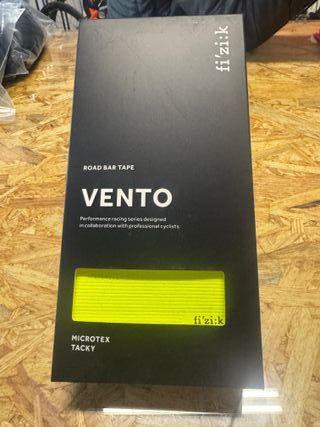 fi'zi:k
ROAD BAR TAPE
VENTO
Performance racing series designed
in collaboration with professional cyclists
fi'zi:k
MICROTEX
TACKY